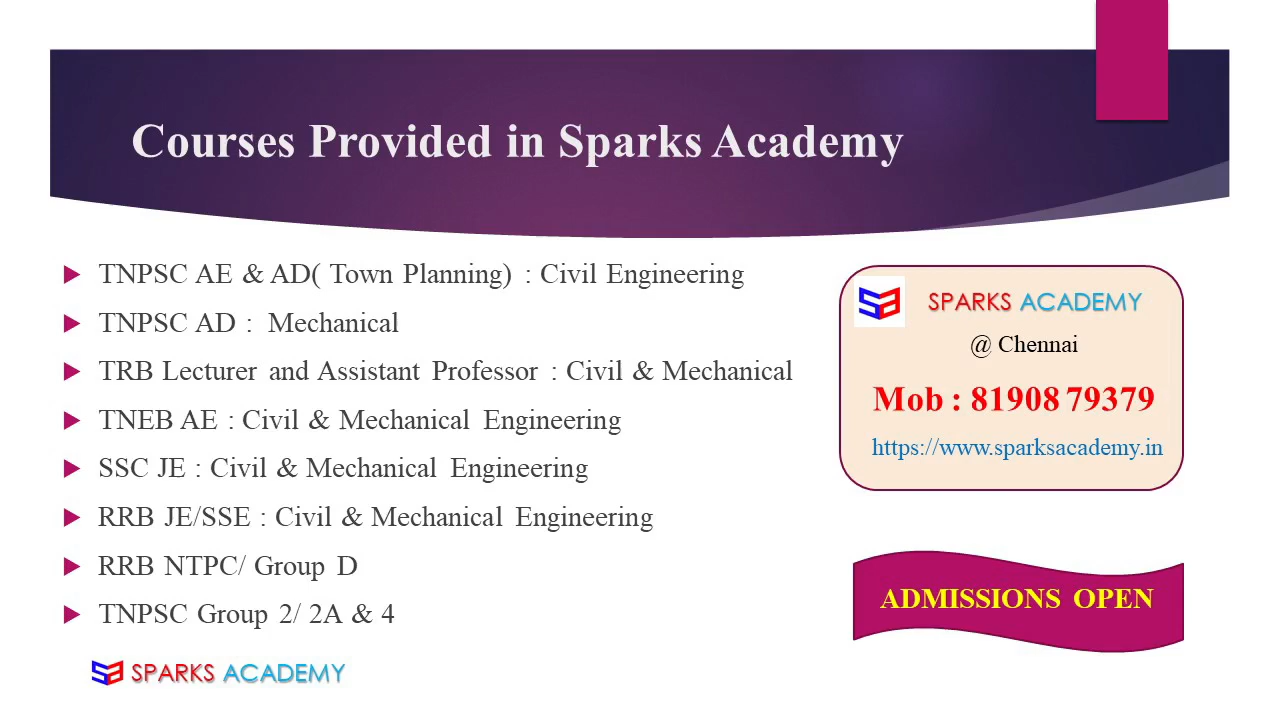 Courses Provided in Sparks Academy
TNPSC AE & AD( Town Planning) : Civil Engineering
TNPSC AD : Mechanical
TRB Lecturer and Assistant Professor : Civil & Mechanical
TNEB AE : Civil & Mechanical Engineering
SSC JE : Civil & Mechanical Engineering
RRB JE/SSE : Civil & Mechanical Engineering
RRB NTPC/ Group D
TNPSC Group 2/ 2A & 4
SPARKS ACADEMY
SPARKS ACADEMY
@ Chennai
Mob : 81908 79379
https://www.sparksacademy.in
ADMISSIONS OPEN